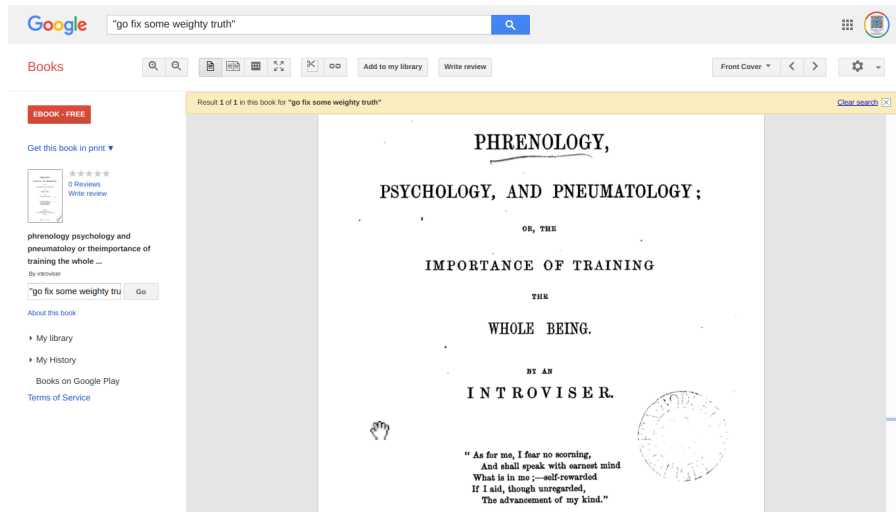 Google
"go fix some weighty truth"
Books
Add to my library
Write review
Front Cover
Result 1 of 1 in this book for "go fix some weighty truth"
Clear search
EBOOK - FREE
Get this book in print ▼
0 Reviews
Write review
phrenology psychology and
pneumatoloy or theimportance of
training the whole ...
By introviser
"go fix some weighty tru
Go
About this book
My library
My History
Books on Google Play
Terms of Service
PHRENOLOGY,
PSYCHOLOGY, AND PNEUMATOLOGY;
OR, THE
IMPORTANCE OF TRAINING
THE
WHOLE BEING.
BY AN
INTROVISER.
" As for me, I fear no scorning,
And shall speak with earnest mind
What is in me ;—self-rewarded
If I aid, though unregarded,
The advancement of my kind."